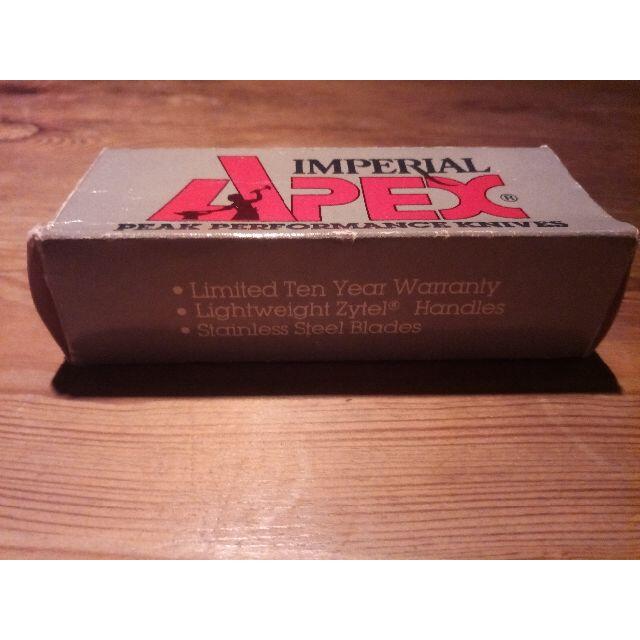 IMPERIAL
APEX®
PEAK PERFORMANCE KNIVES
• Limited Ten Year Warranty
• Lightweight Zytel® Handles
• Stainless Steel Blades